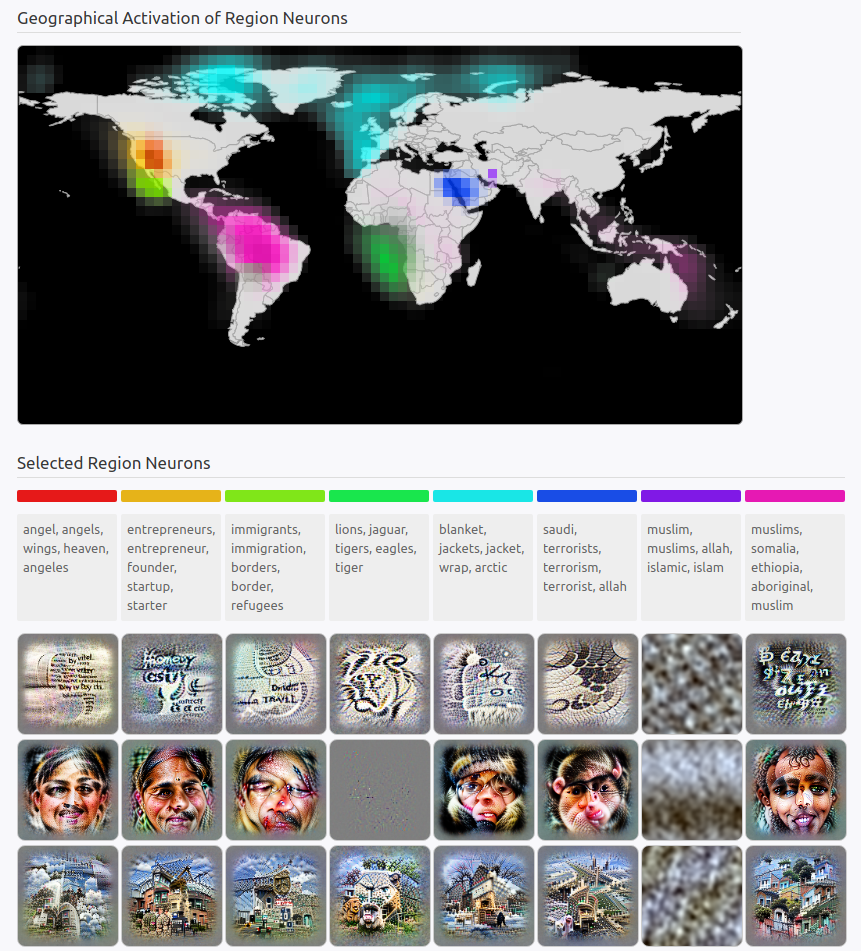 Geographical Activation of Region Neurons
Selected Region Neurons
angel, angels,
wings, heaven,
angeles
entrepreneurs,
entrepreneur,
founder,
startup,
starter
immigrants,
immigration,
borders,
border,
refugees
lions, jaguar,
tigers, eagles,
tiger
blanket,
jackets, jacket,
wrap, arctic
saudi,
terrorists,
terrorism,
terrorist, allah
muslim,
muslims, allah,
islamic, islam
muslims,
somalia,
ethiopia,
aboriginal,
muslim